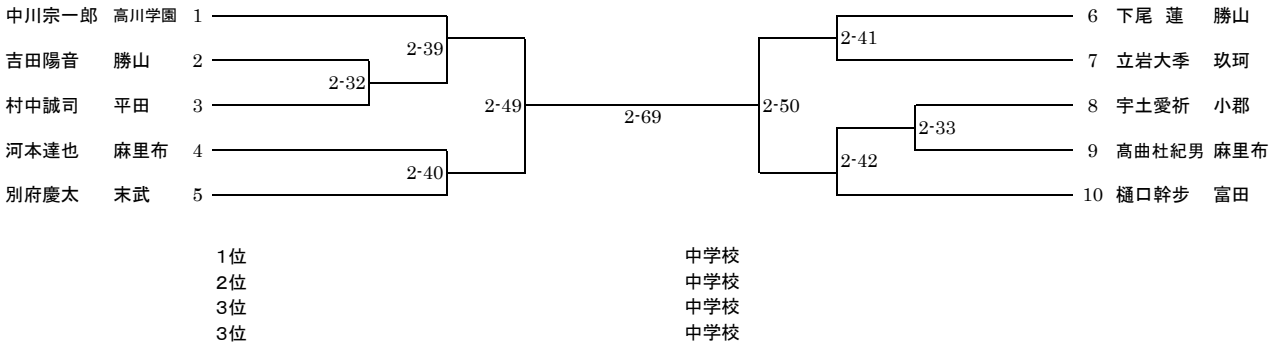 中川宗一郎 高川学園 1
2-39
吉田陽音 勝山 2
2-32
村中誠司 平田 3
2-49
河本達也 麻里布 4
2-40
別府慶太 末武 5
2-69
6 下尾 蓮 勝山
2-41
7 立岩大季 玖珂
2-50
8 宇土愛祈 小郡
2-33
9 髙曲杜紀男 麻里布
2-42
10 樋口幹歩 富田
1位 中学校
2位 中学校
3位 中学校
3位 中学校